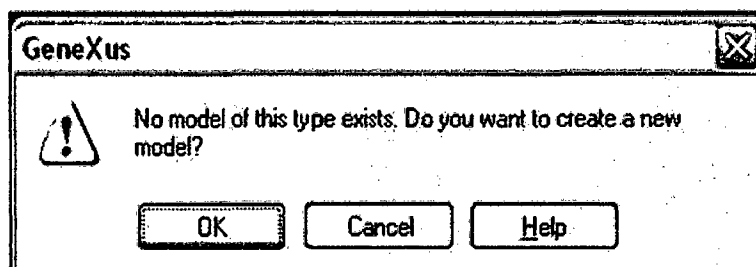 GeneXus
No model of this type exists. Do you want to create a new
model?
OK Cancel Help